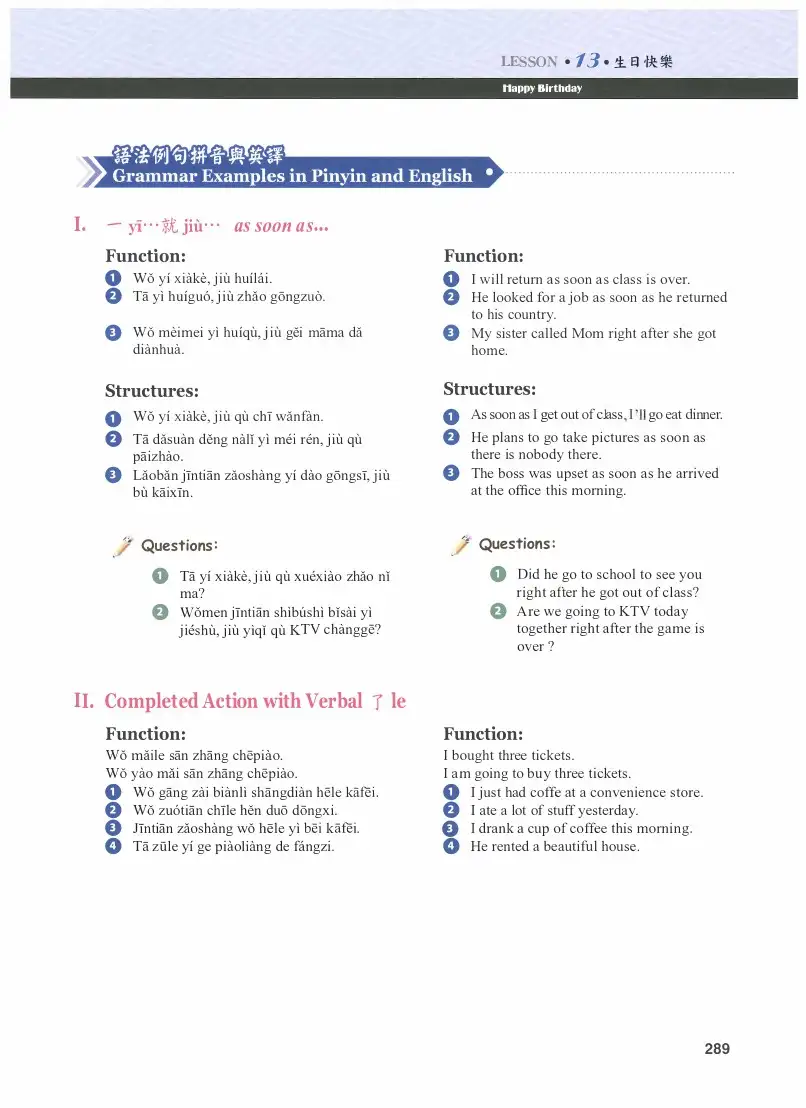 LESSON • 13 • 生日快樂
Happy Birthday
語法例句拼音與英譯
Grammar Examples in Pinyin and English
I. 一 yī…就 jiù… as soon as...
Function:
1 Wǒ yí xiàkè, jiù huílái.
2 Tā yì huíguó, jiù zhǎo gōngzuò.
3 Wǒ mèimei yì huíqù, jiù gěi māma dǎ
diànhuà.
Function:
1 I will return as soon as class is over.
2 He looked for a job as soon as he returned
to his country.
3 My sister called Mom right after she got
home.
Structures:
1 Wǒ yí xiàkè, jiù qù chī wǎnfàn.
2 Tā dǎsuàn děng nàlǐ yì méi rén, jiù qù
pāizhào.
3 Lǎobǎn jīntiān zǎoshàng yí dào gōngsī, jiù
bù kāixīn.
Structures:
1 As soon as I get out of class, I'll go eat dinner.
2 He plans to go take pictures as soon as
there is nobody there.
3 The boss was upset as soon as he arrived
at the office this morning.
Questions:
1 Tā yí xiàkè, jiù qù xuéxiào zhǎo nǐ
ma?
2 Wǒmen jīntiān shìbúshì bǐsài yì
jiéshù, jiù yìqǐ qù KTV chànggē?
Questions:
1 Did he go to school to see you
right after he got out of class?
2 Are we going to KTV today
together right after the game is
over ?
II. Completed Action with Verbal 了 le
Function:
Wǒ mǎile sān zhāng chēpiào.
Wǒ yào mǎi sān zhāng chēpiào.
1 Wǒ gāng zài biànlì shāngdiàn hēle kāfēi.
2 Wǒ zuótiān chīle hěn duō dōngxi.
3 Jīntiān zǎoshàng wǒ hēle yì bēi kāfēi.
4 Tā zūle yí ge piàoliàng de fángzi.
Function:
I bought three tickets.
I am going to buy three tickets.
1 I just had coffe at a convenience store.
2 I ate a lot of stuff yesterday.
3 I drank a cup of coffee this morning.
4 He rented a beautiful house.
289